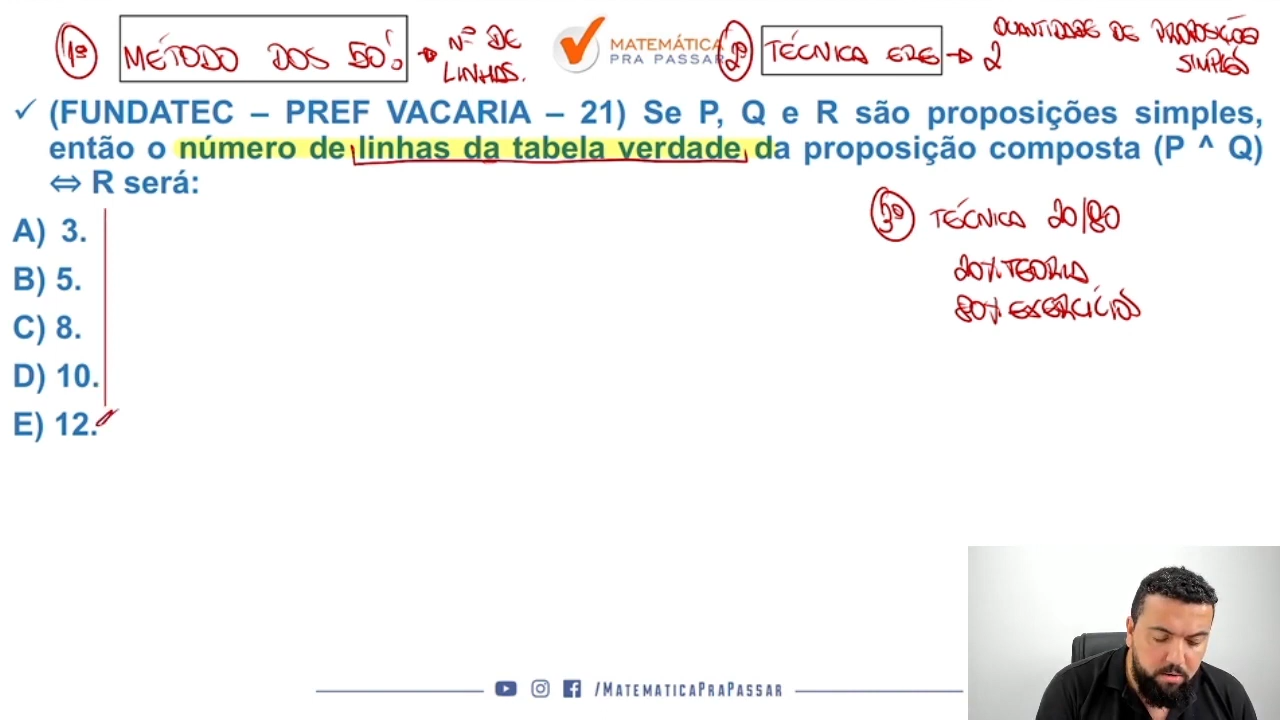 1º MÉTODO DOS 50! → Nº DE LINHAS.
MATEMÁTICA PRA PASSAR
2º TÉCNICA → 2 QUANTIDADE DE PROPOSIÇÕES SIMPLES
✓ (FUNDATEC – PREF VACARIA – 21) Se P, Q e R são proposições simples,
então o número de linhas da tabela verdade da proposição composta (P ^ Q)
⇔ R será:
3º TÉCNICA 20/80
20% TEORIA
80% EXERCÍCIOS
A) 3.
B) 5.
C) 8.
D) 10.
E) 12.
/MATEMATICAPRAPASSAR